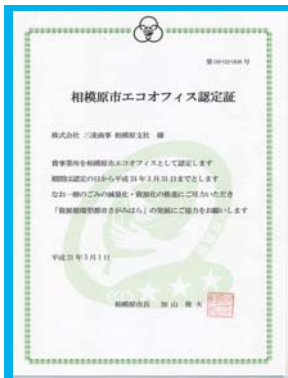 第09-02-008号
相模原市エコオフィス認定証
株式会社 三凌商事 相模原支社 様
貴事業所を相模原市エコオフィスとして認定します
期間は認定の日から平成24年3月31日までとします
なお一層のごみの減量化・資源化の推進にご尽力いただき
「資源循環型都市さがみはら」の発展にご協力をお願いします
平成21年5月1日
相模原市長 加山 俊夫